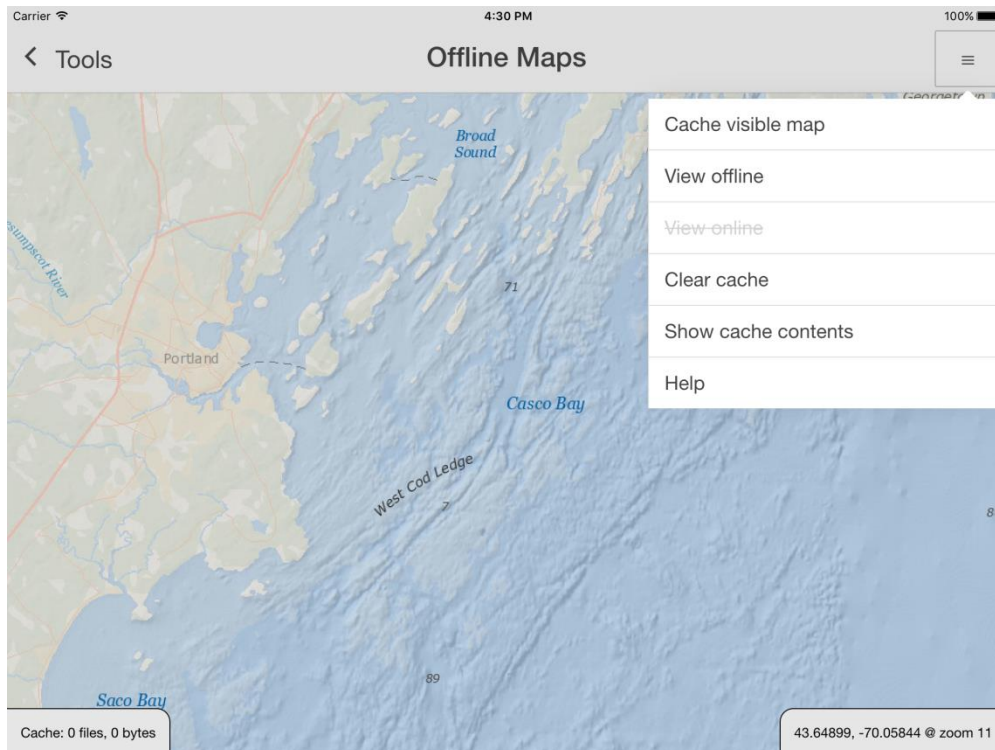 Carrier
4:30 PM
100%
Tools
Offline Maps
Georgetown
Cache visible map
View offline
View online
Clear cache
Show cache contents
Help
Broad
Sound
71
Portland
Casco Bay
West Cod Ledge
7
8
89
Saco Bay
Cache: 0 files, 0 bytes
43.64899, -70.05844 @ zoom 11